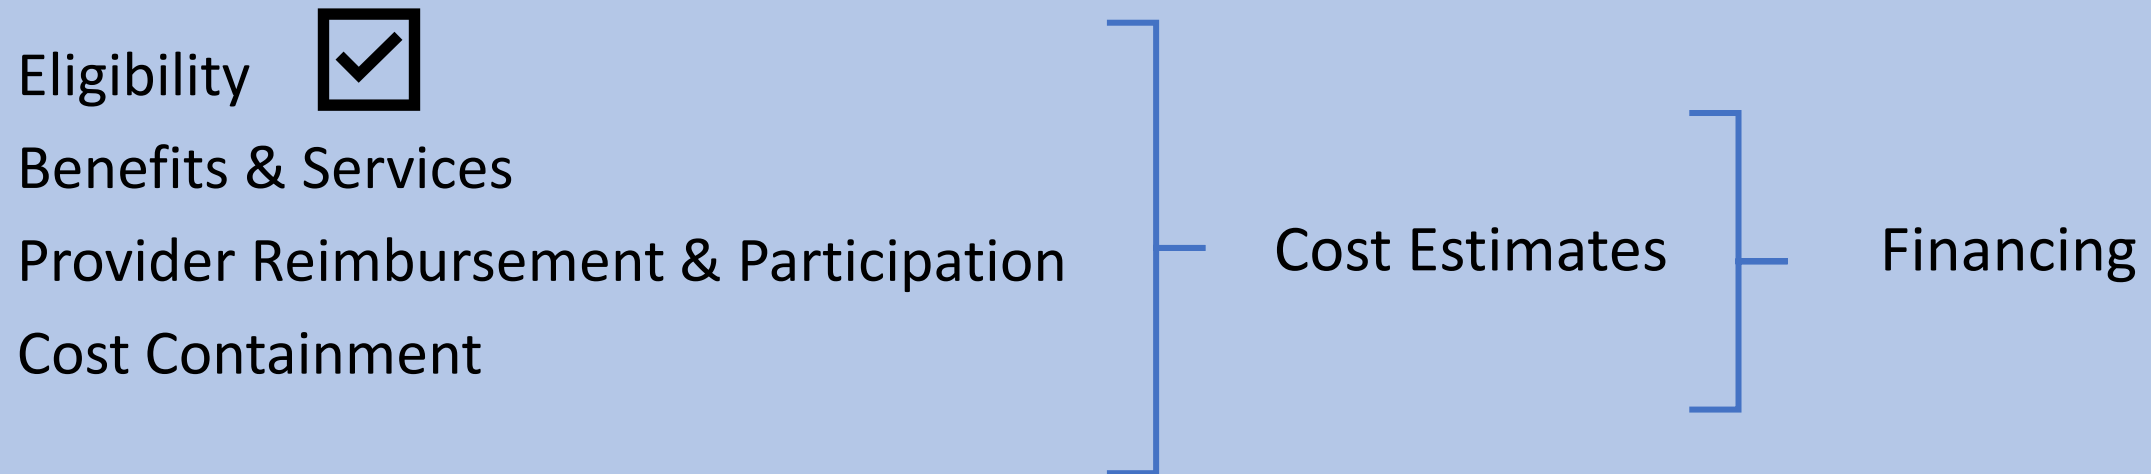 Eligibility
Benefits & Services
Provider Reimbursement & Participation
Cost Containment
Cost Estimates
Financing